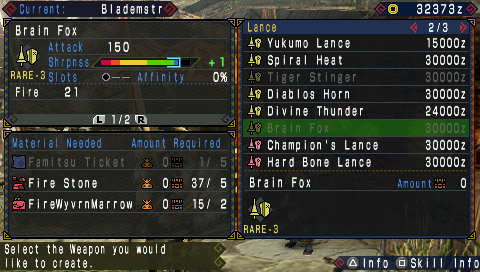 Current: Blademstr
32373z
Brain Fox
Attack 150
Shrpnss +1
RARE-3
Slots Affinity 0%
Fire 21
L 1/2 R
Material Needed Amount Required
Famitsu Ticket 0 1/ 5
Fire Stone 0 37/ 5
FireWyvrnMarrow 0 15/ 2
Select the Weapon you would
like to create.
Lance 2/3
Yukumo Lance 15000z
Spiral Heat 30000z
Tiger Stinger 30000z
Diablos Horn 30000z
Divine Thunder 24000z
Brain Fox 30000z
Champion's Lance 30000z
Hard Bone Lance 30000z
Brain Fox Amount 0
RARE-3
Info Skill Info